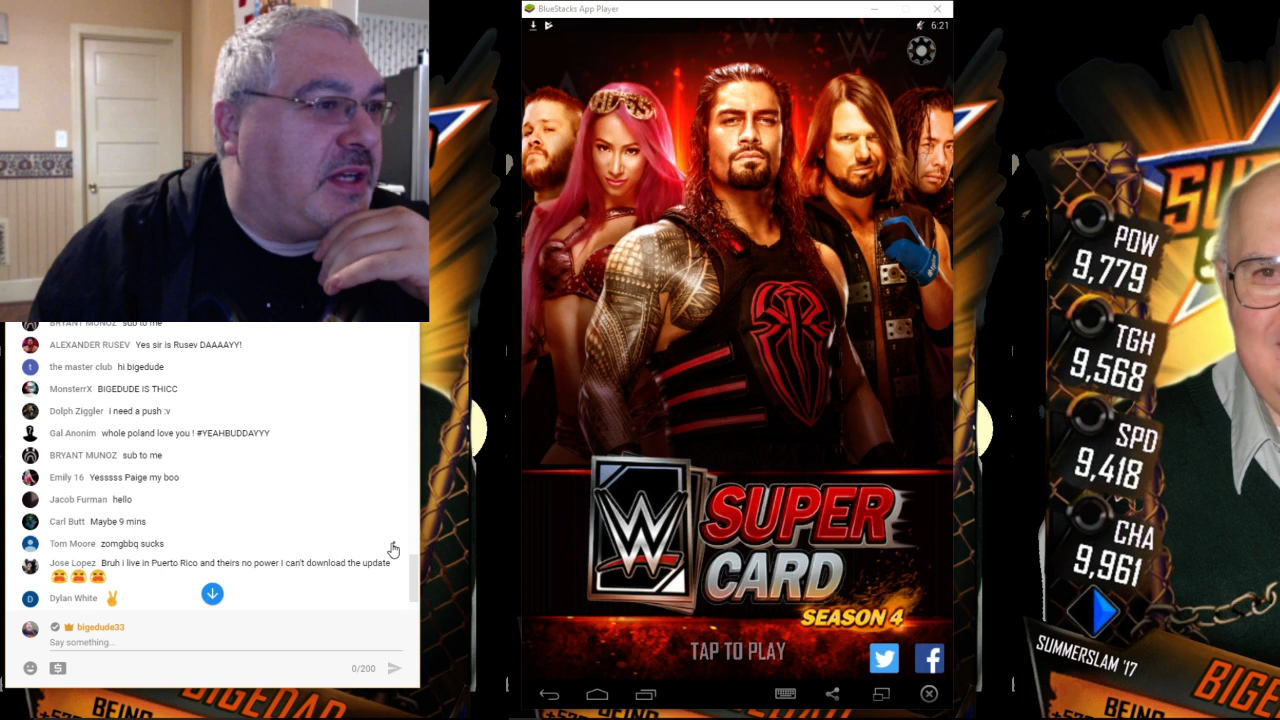 BRYANT MUNOZ sub to me
ALEXANDER RUSEV Yes sir is Rusev DAAAAYY!
the master club hi bigedude
MonsterrX BIGEDUDE IS THICC
Dolph Ziggler i need a push :v
Gal Anonim whole poland love you ! #YEAHBUDDAYYY
BRYANT MUNOZ sub to me
Emily 16 Yesssss Paige my boo
Jacob Furman hello
Carl Butt Maybe 9 mins
Tom Moore zomgbbq sucks
Jose Lopez Bruh i live in Puerto Rico and theirs no power I can't download the update
Dylan White
bigedude33
Say something...
0/200
BlueStacks App Player
6:21
W
SUPER
CARD
SEASON 4
TAP TO PLAY
POW
9,779
TGH
9,568
SPD
9,418
CHA
9,961
SUMMERSLAM '17
BEIND
BIGEDAD